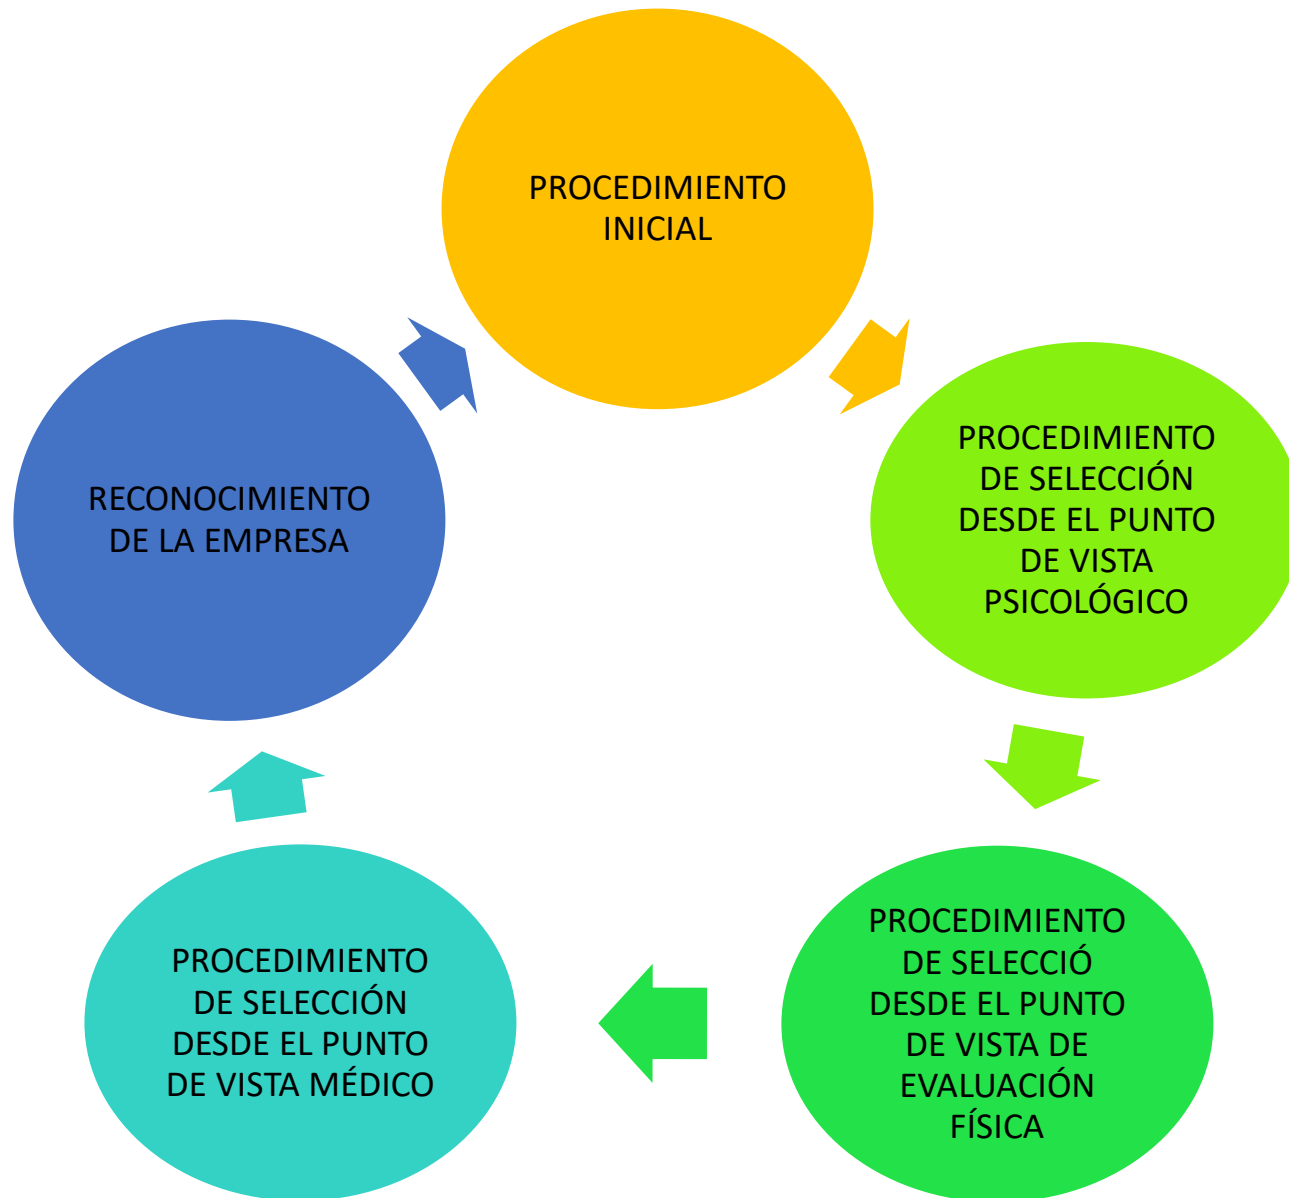 PROCEDIMIENTO
INICIAL
PROCEDIMIENTO
DE SELECCIÓN
DESDE EL PUNTO
DE VISTA
PSICOLÓGICO
PROCEDIMIENTO
DE SELECCIÓ
DESDE EL PUNTO
DE VISTA DE
EVALUACIÓN
FÍSICA
PROCEDIMIENTO
DE SELECCIÓN
DESDE EL PUNTO
DE VISTA MÉDICO
RECONOCIMIENTO
DE LA EMPRESA